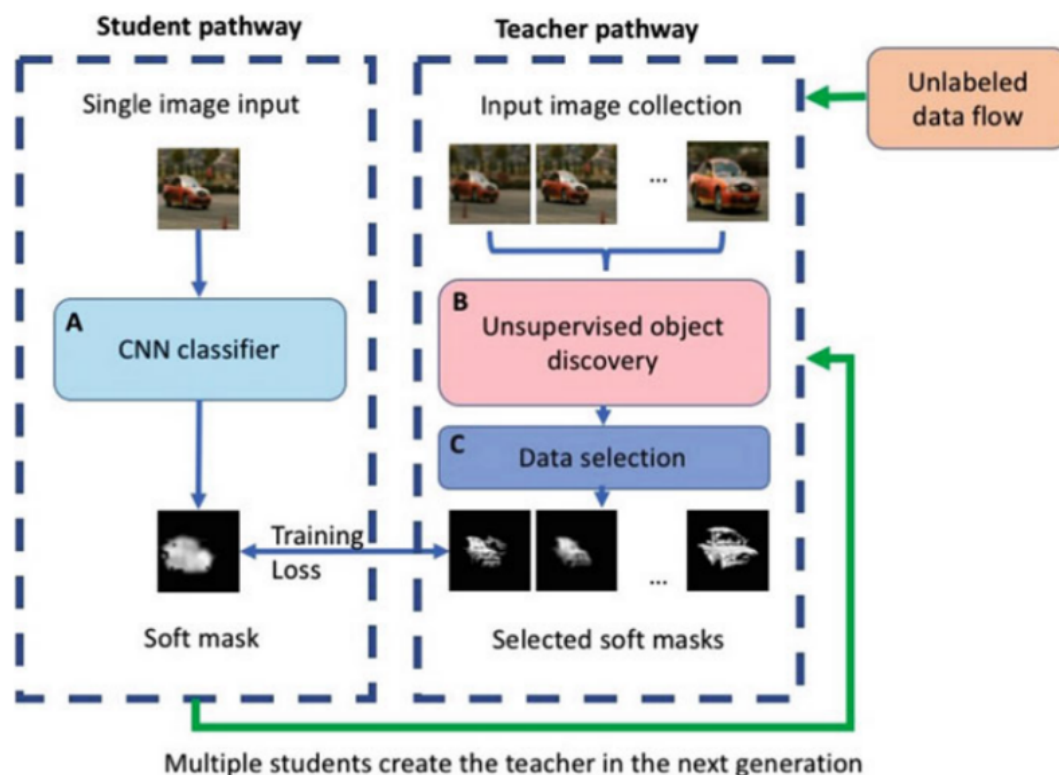 Student pathway
Single image input
A
CNN classifier
Training
Loss
Soft mask
Teacher pathway
Input image collection
...
B
Unsupervised object
discovery
C
Data selection
...
Selected soft masks
Unlabeled
data flow
Multiple students create the teacher in the next generation